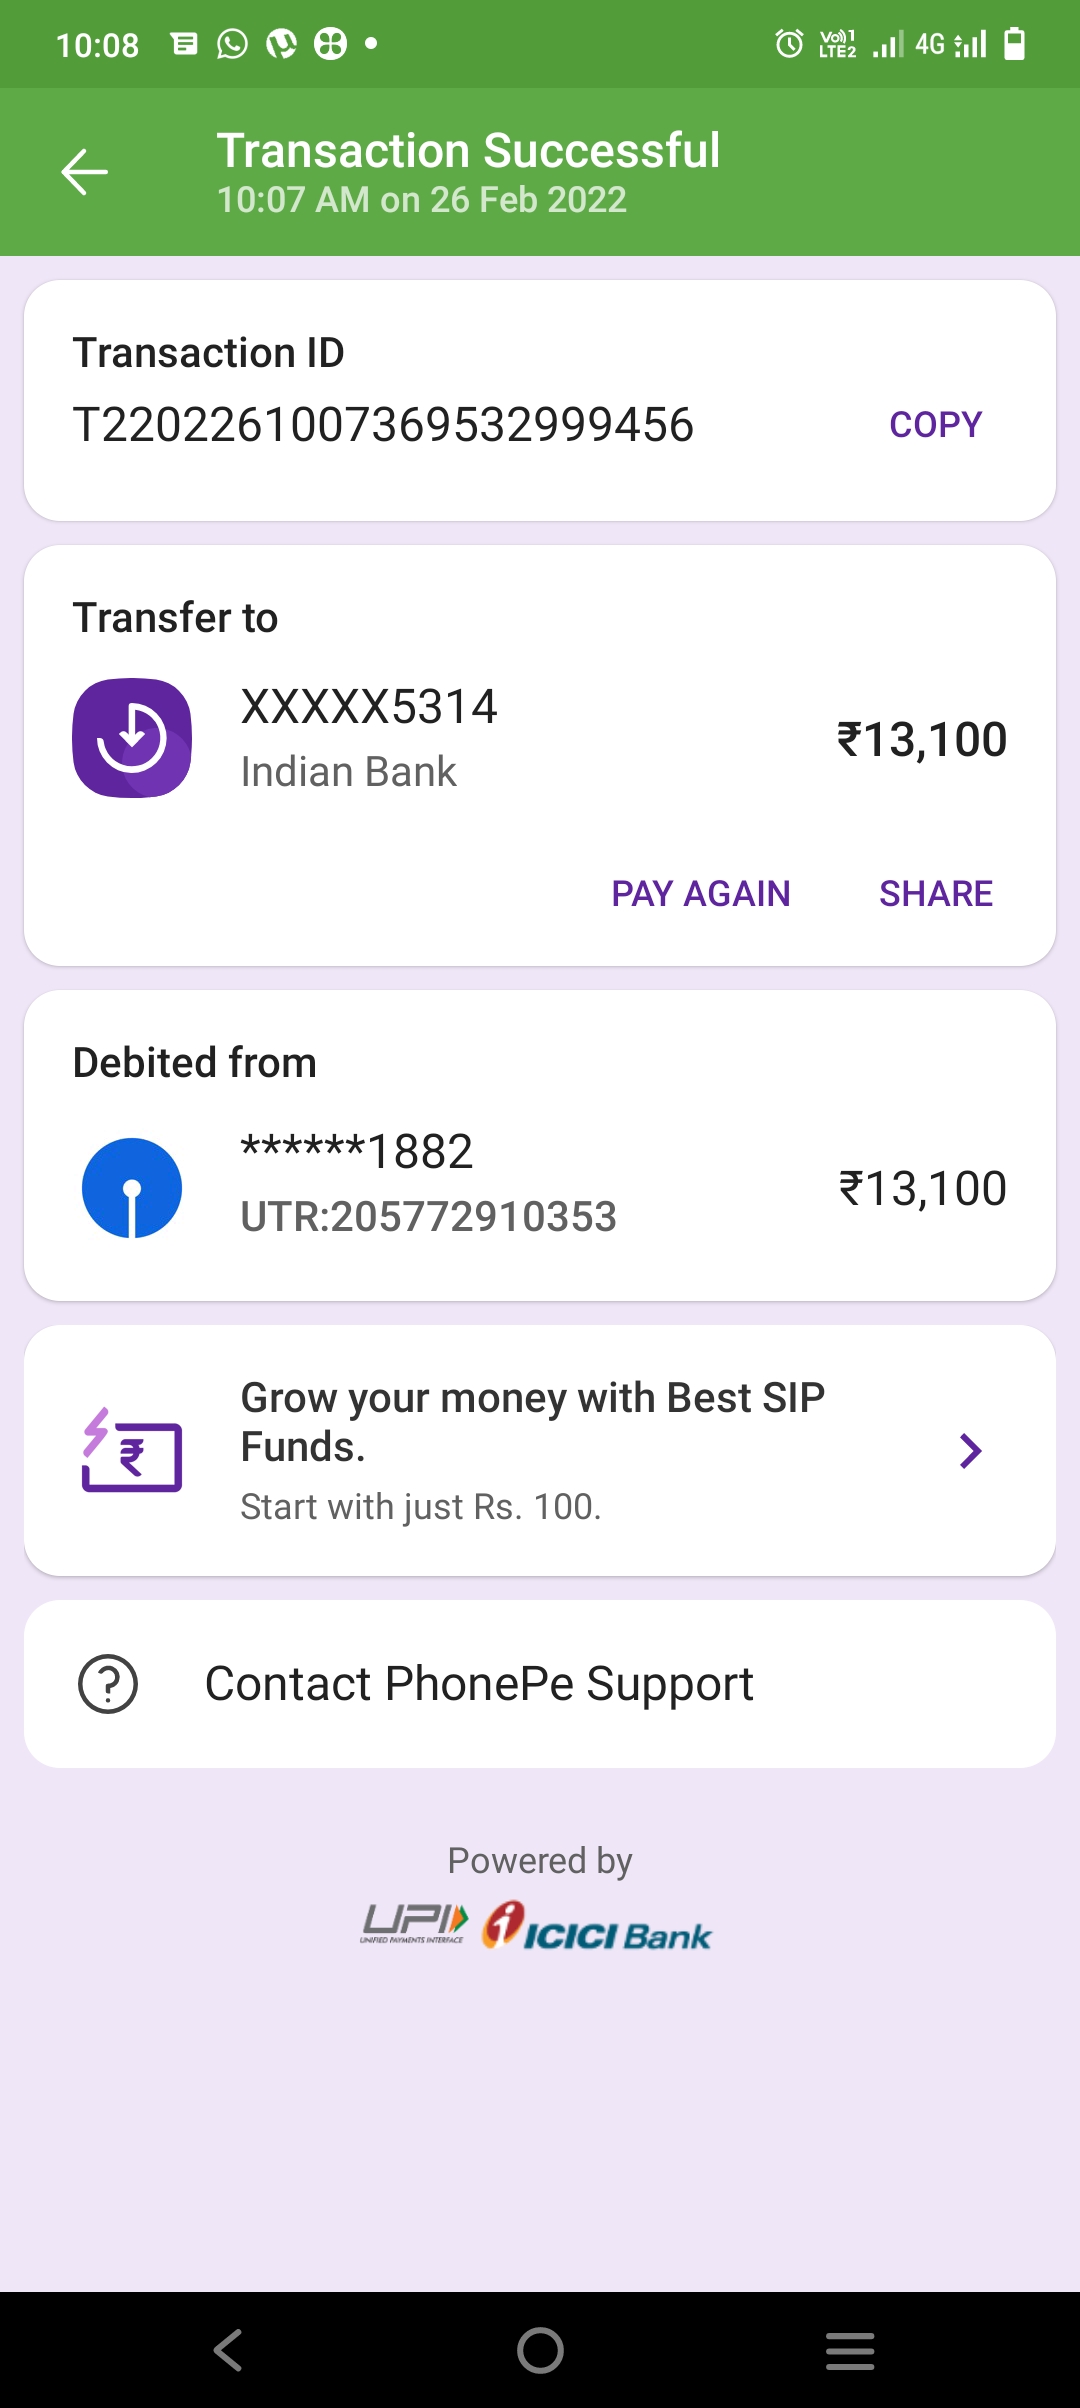 10:08
Vo))1
LTE2
4G
Transaction Successful
10:07 AM on 26 Feb 2022
Transaction ID
T2202261007369532999456
COPY
Transfer to
XXXXX5314
Indian Bank
₹13,100
PAY AGAIN
SHARE
Debited from
******1882
UTR:205772910353
₹13,100
Grow your money with Best SIP
Funds.
Start with just Rs. 100.
Contact PhonePe Support
Powered by
UPI
UNIFIED PAYMENTS INTERFACE
ICICI Bank